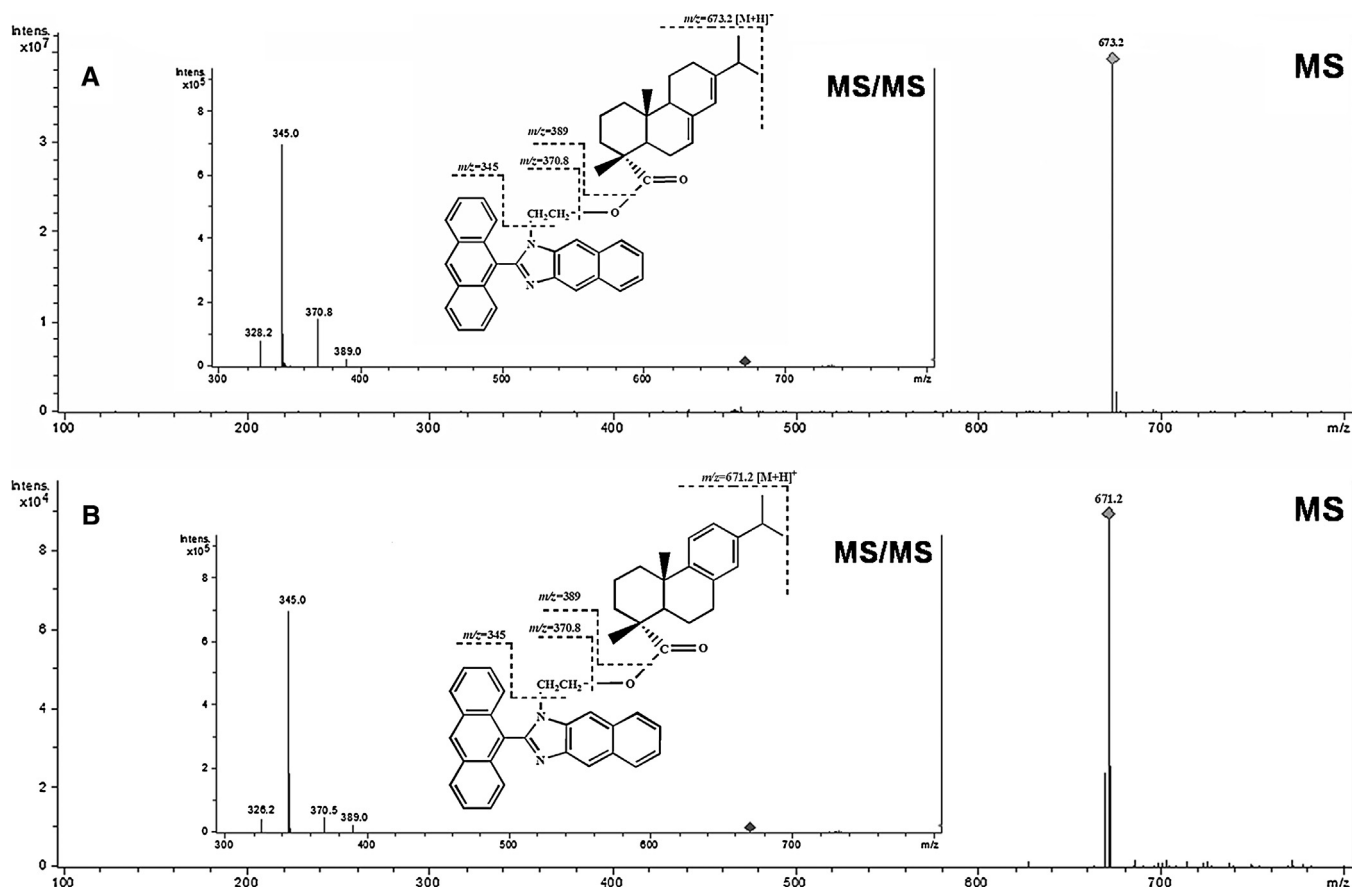 m/z=673.2 [M+H]+
Intens.
x10^7
A
MS
673.2
3
2
1
0
Intens.
x10^5
MS/MS
8
6
4
2
0
345.0
370.8
328.2
389.0
300
400
500
600
700
m/z
m/z=389
m/z=370.8
m/z=345
C
O
CH2CH2
O
N
N
100
200
300
400
500
600
700
m/z
m/z=671.2 [M+H]+
Intens.
x10^4
B
MS
671.2
8
6
4
2
0
Intens.
x10^5
MS/MS
8
6
4
2
0
345.0
326.2
370.5
389.0
300
400
500
600
700
m/z
m/z=389
m/z=370.8
m/z=345
C
O
CH2CH2
O
N
N
100
200
300
400
500
600
700
m/z